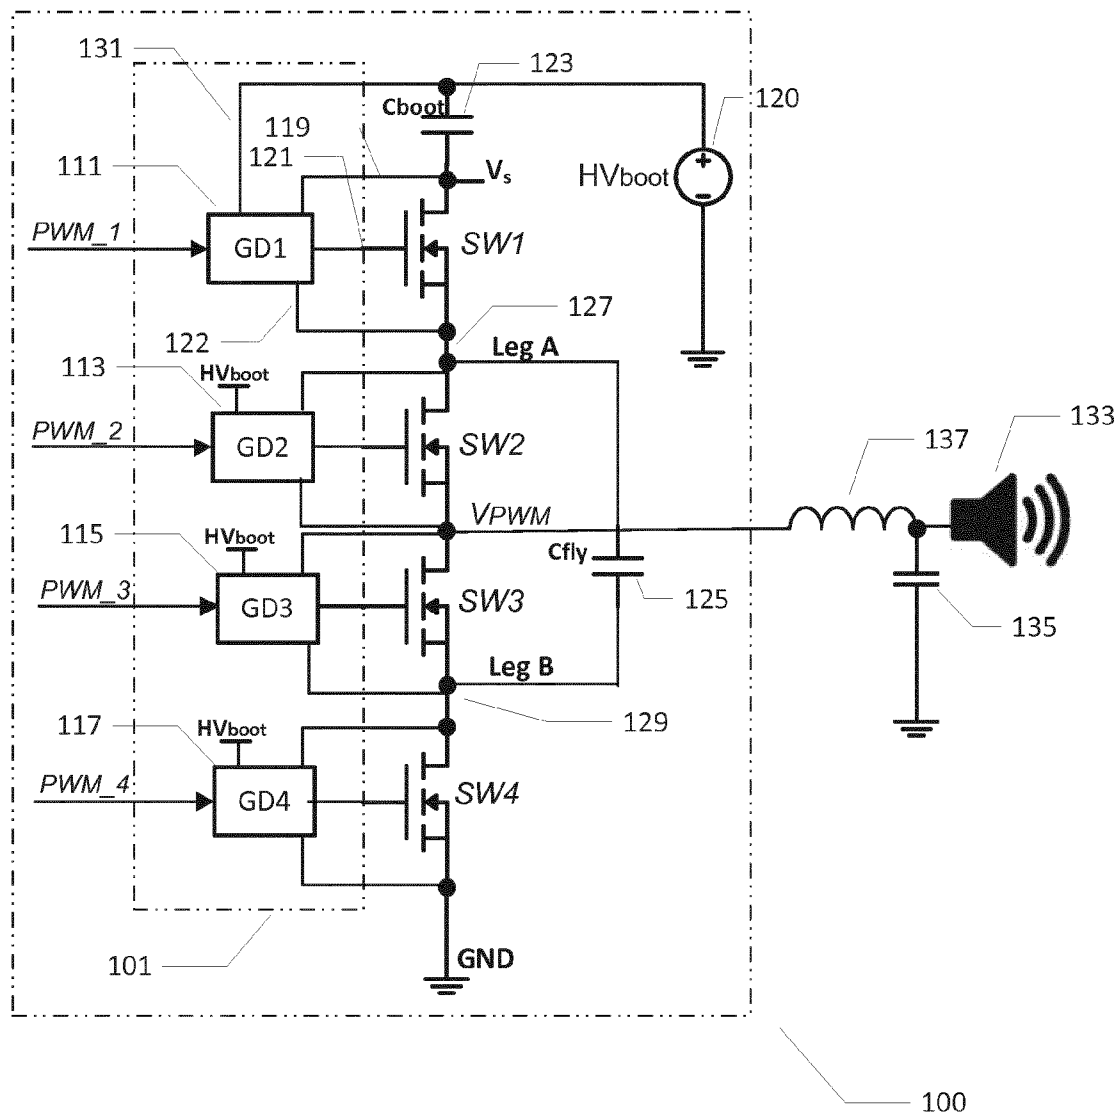 131
123
Cboot
120
119
121
Vs
HVboot
111
PWM_1
GD1
SW1
127
122
Leg A
113
HVboot
133
PWM_2
GD2
SW2
137
VPWM
115
HVboot
Cfly
PWM_3
GD3
SW3
125
135
Leg B
117
HVboot
129
PWM_4
GD4
SW4
101
GND
100